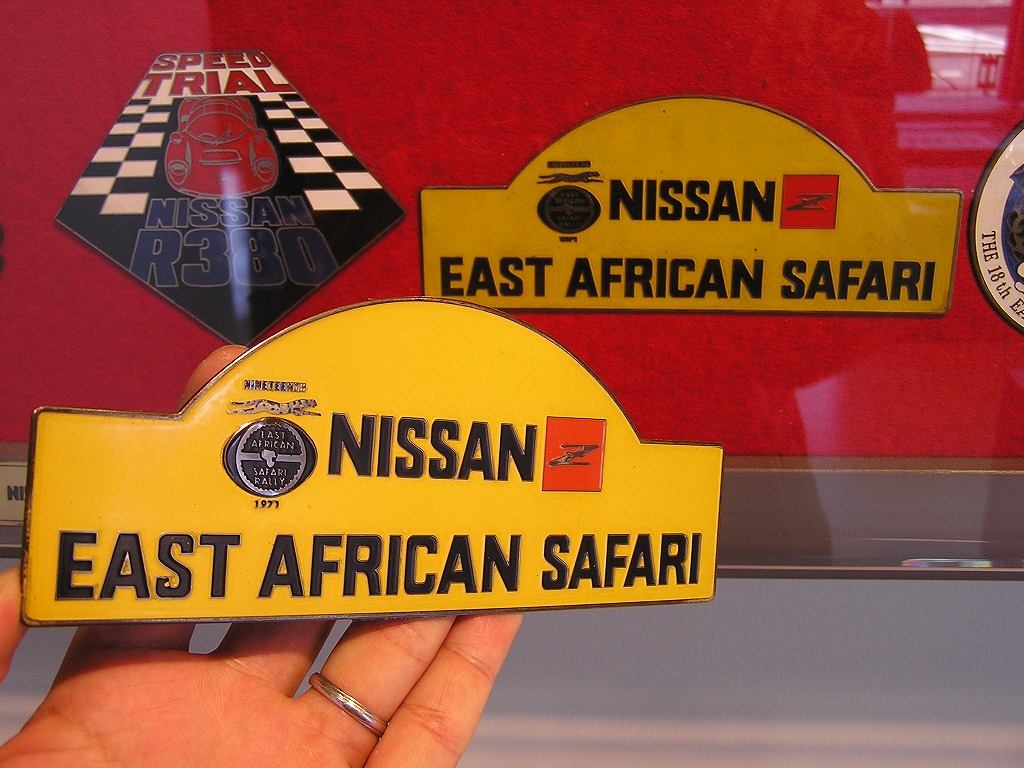 SPEED
TRIAL
NISSAN
R380
NISSAN Z
EAST AFRICAN SAFARI
THE 18th EA
NINETEENTH
EAST
AFRICAN
SAFARI
RALLY
1971
NISSAN Z
EAST AFRICAN SAFARI